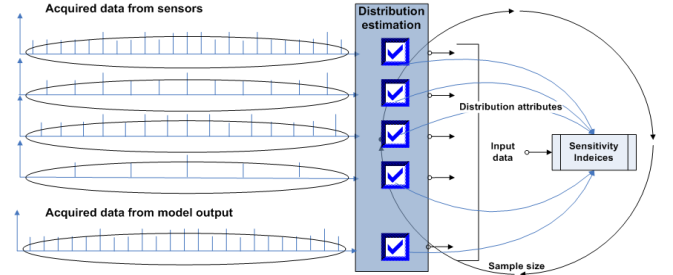 Acquired data from sensors
Distribution
estimation
Distribution attributes
Input
data
Sensitivity
Indeices
Acquired data from model output
Sample size